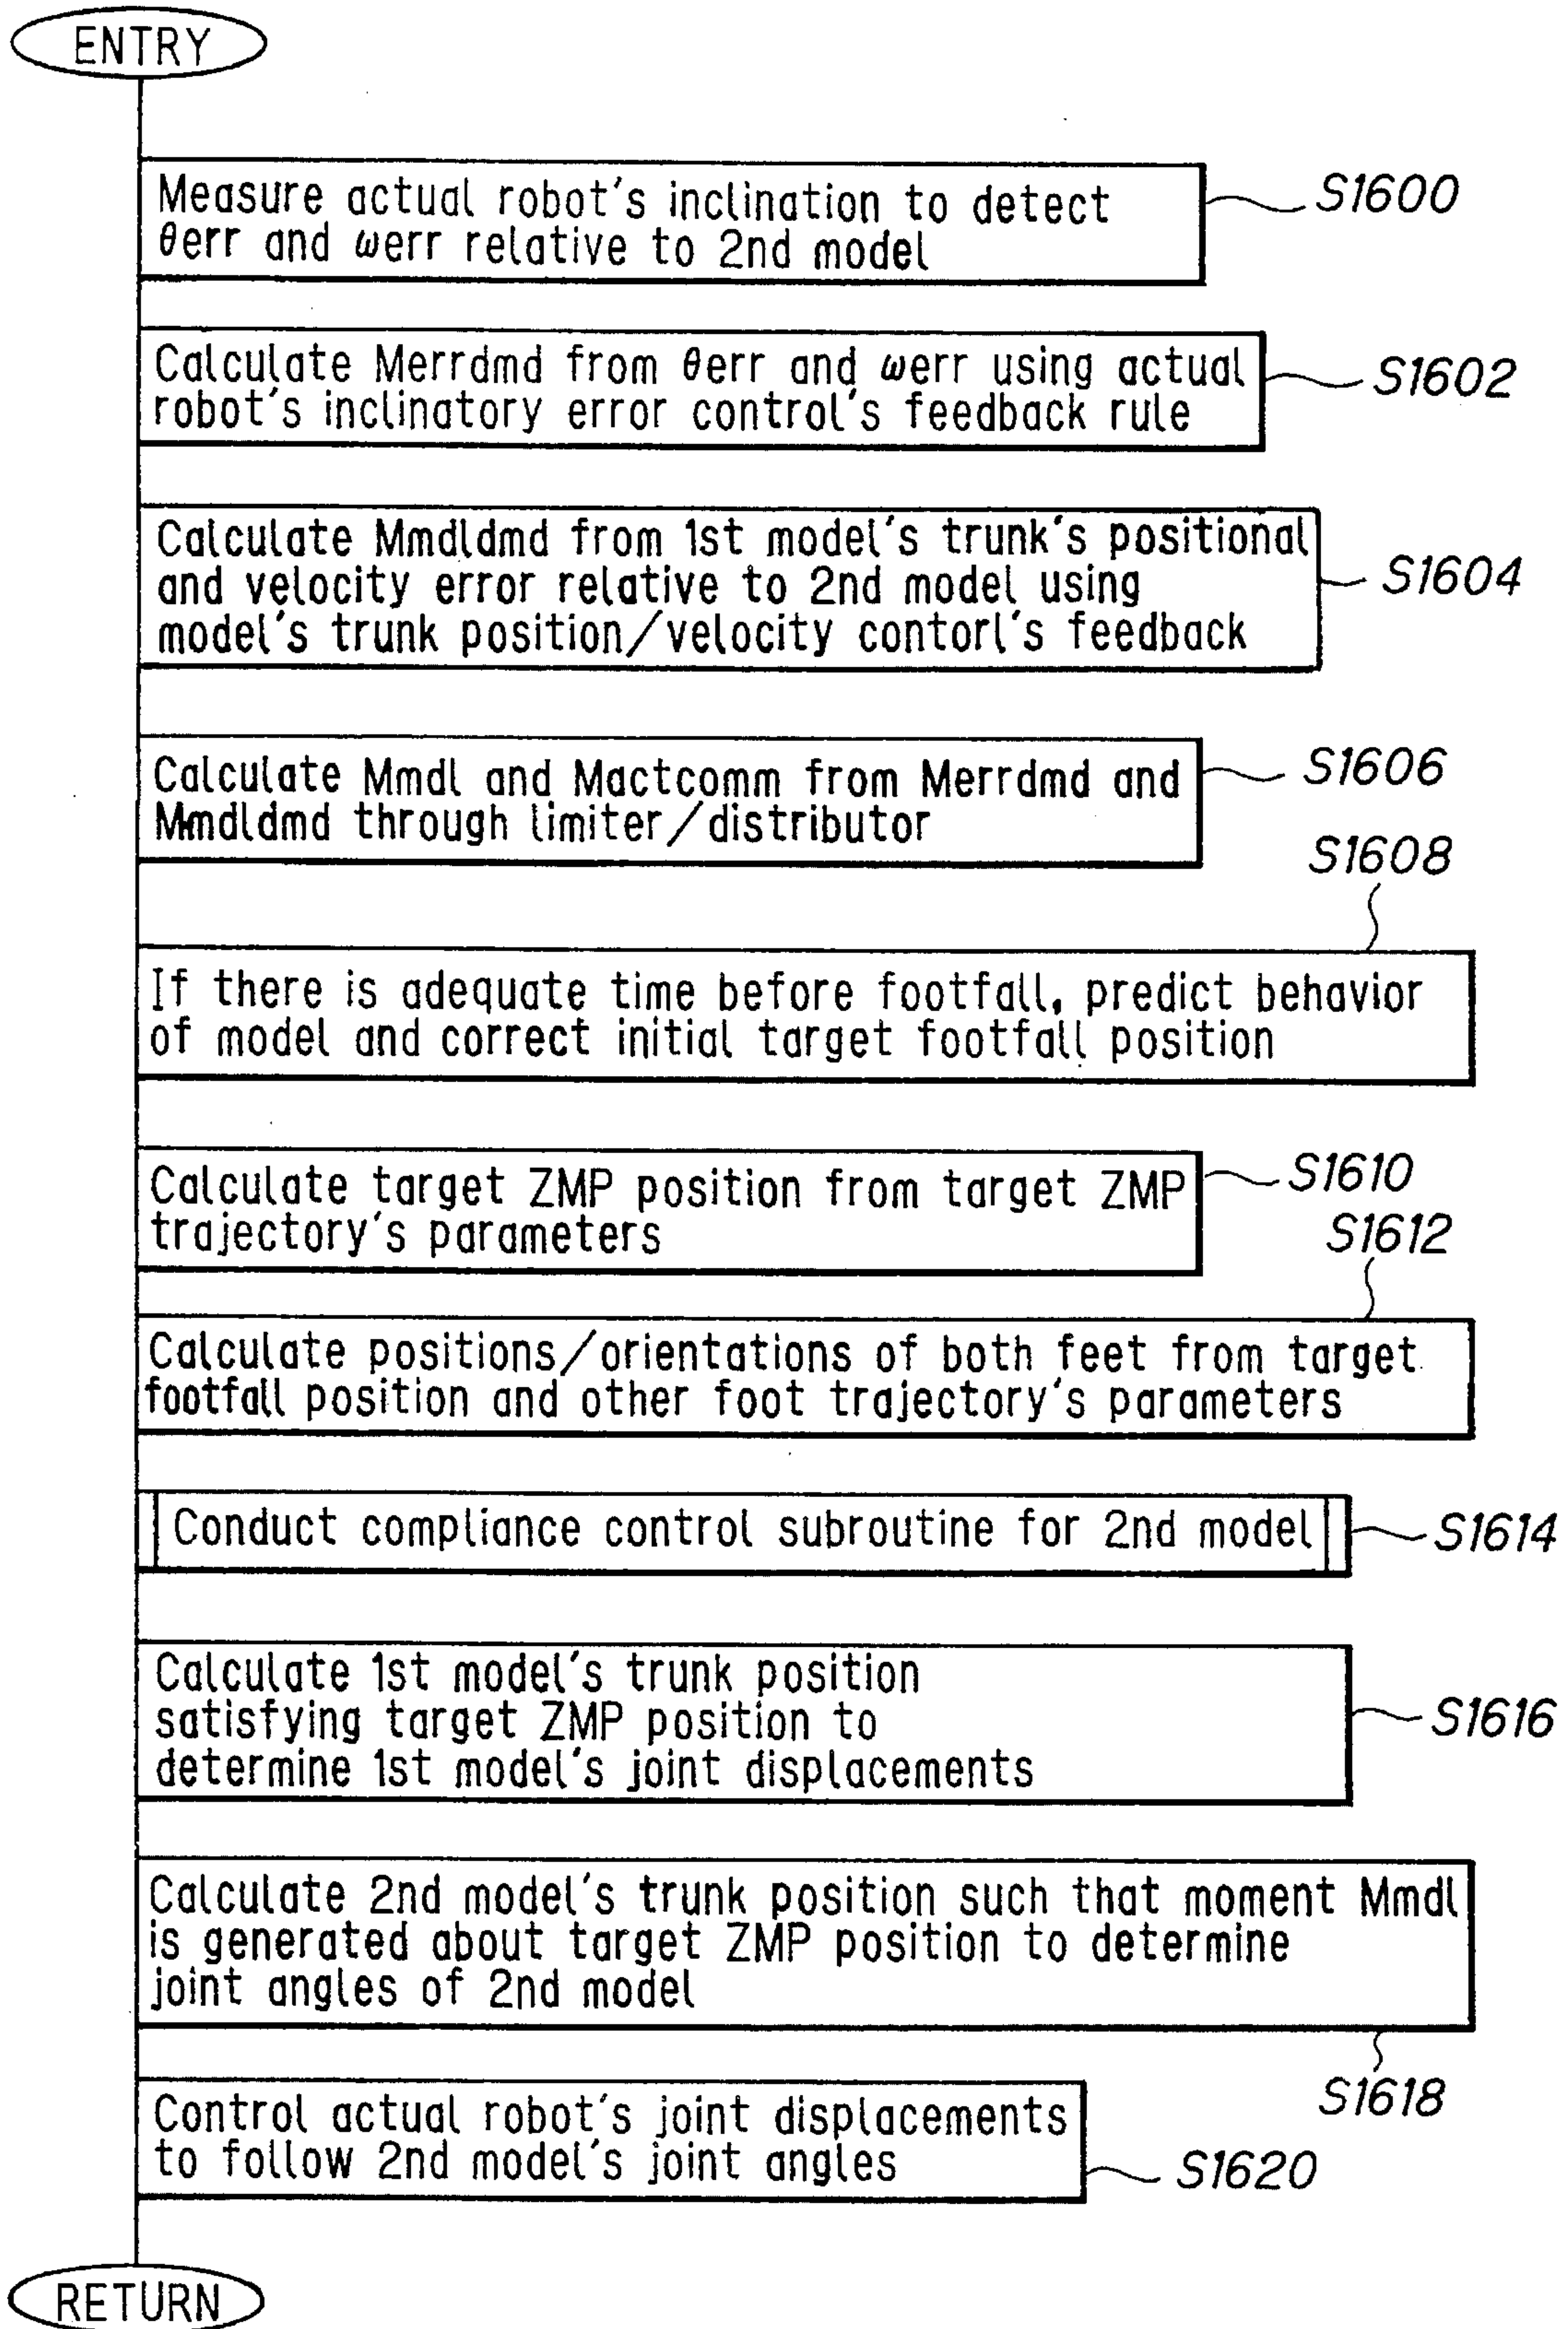 ENTRY
Measure actual robot's inclination to detect
θerr and ωerr relative to 2nd model
S1600
Calculate Merrdmd from θerr and ωerr using actual
robot's inclinatory error control's feedback rule
S1602
Calculate Mmdldmd from 1st model's trunk's positional
and velocity error relative to 2nd model using
model's trunk position/velocity contorl's feedback
S1604
Calculate Mmdl and Mactcomm from Merrdmd and
Mmdldmd through limiter/distributor
S1606
S1608
If there is adequate time before footfall, predict behavior
of model and correct initial target footfall position
Calculate target ZMP position from target ZMP
trajectory's parameters
S1610
S1612
Calculate positions/orientations of both feet from target
footfall position and other foot trajectory's parameters
Conduct compliance control subroutine for 2nd model
S1614
Calculate 1st model's trunk position
satisfying target ZMP position to
determine 1st model's joint displacements
S1616
Calculate 2nd model's trunk position such that moment Mmdl
is generated about target ZMP position to determine
joint angles of 2nd model
S1618
Control actual robot's joint displacements
to follow 2nd model's joint angles
S1620
RETURN